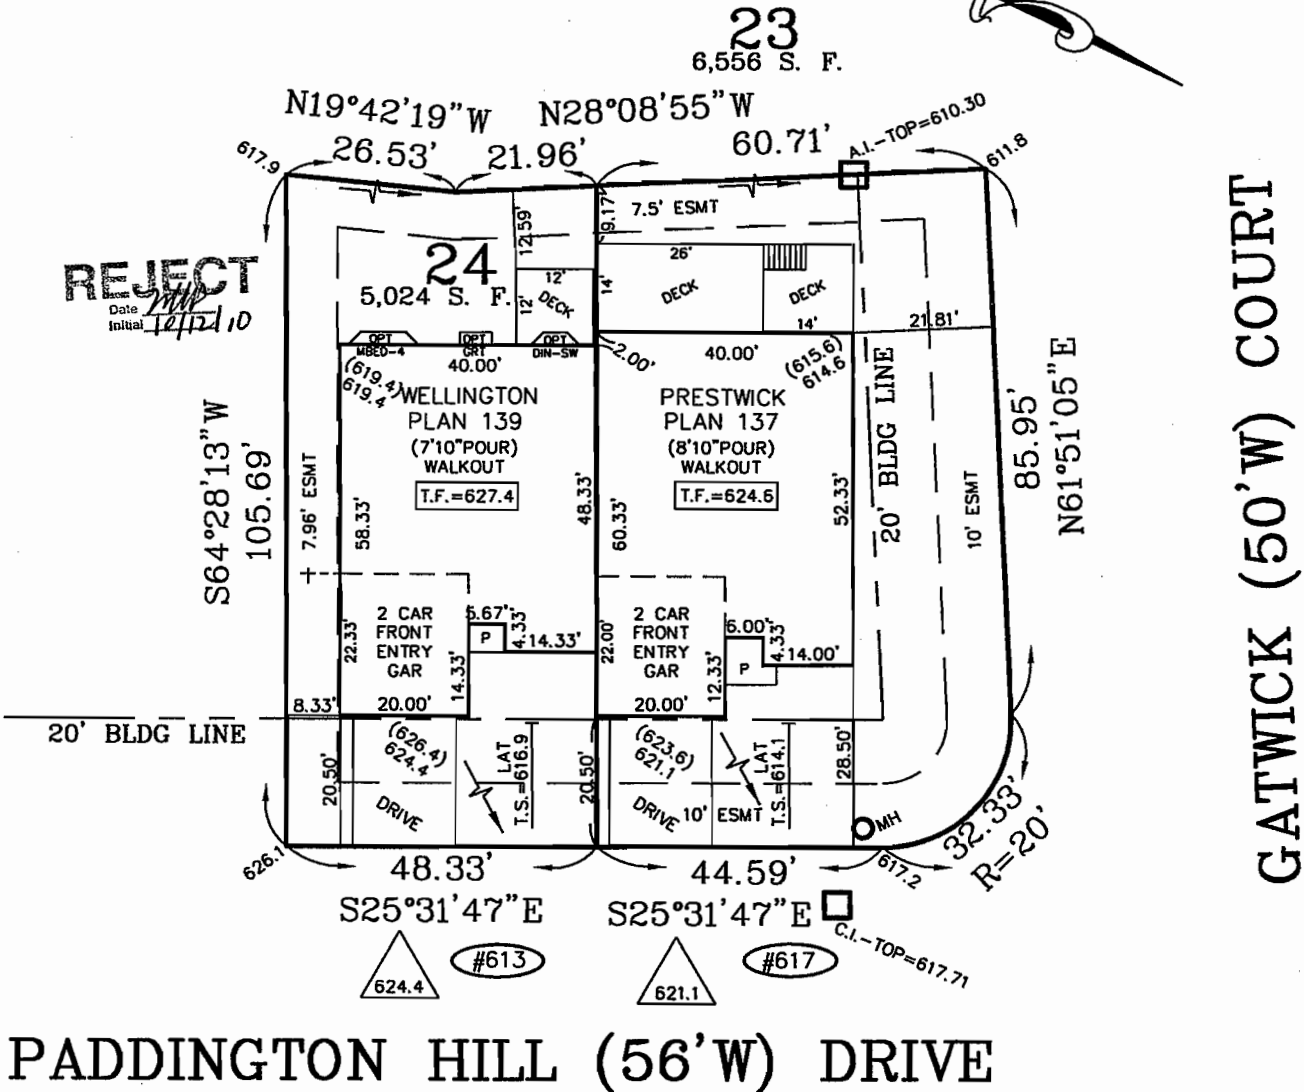 23
6,556 S. F.
N19°42'19"W
N28°08'55"W
26.53'
21.96'
60.71'
A.I.-TOP=610.30
617.9
611.8
7.5' ESMT
9.17'
12.59'
24
5,024 S. F.
REJECT
Date
Initial 10/12/10
12'
12'
DECK
26'
14'
DECK
DECK
14'
21.81'
OPT
MBED-4
OPT
GRT
OPT
DIN-SW
40.00'
2.00'
40.00'
(619.4)
619.4
(615.6)
614.6
WELLINGTON
PLAN 139
(7'10"POUR)
WALKOUT
T.F.=627.4
PRESTWICK
PLAN 137
(8'10"POUR)
WALKOUT
T.F.=624.6
S64°28'13"W
105.69'
7.96' ESMT
58.33'
48.33'
60.33'
52.33'
20' BLDG LINE
10' ESMT
85.95'
N61°51'05"E
GATWICK (50'W) COURT
2 CAR
FRONT
ENTRY
GAR
22.33'
5.67'
P
4.33'
14.33'
14.33'
2 CAR
FRONT
ENTRY
GAR
22.00'
6.00'
P
4.33'
14.00'
12.33'
8.33'
20.00'
20.00'
20' BLDG LINE
(626.4)
624.4
(623.6)
621.1
20.50'
DRIVE
LAT
T.S.=616.9
20.50'
DRIVE
10' ESMT
LAT
T.S.=614.1
28.50'
MH
626.1
48.33'
44.59'
617.2
32.33'
R=20'
S25°31'47"E
S25°31'47"E
C.I.-TOP=617.71
624.4
#613
621.1
#617
PADDINGTON HILL (56'W) DRIVE